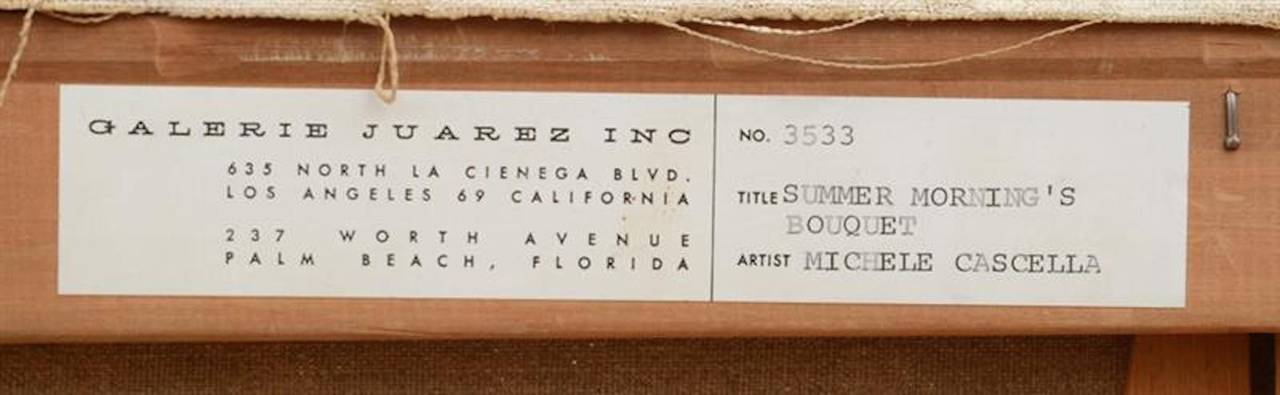 GALERIE JUAREZ INC
635 NORTH LA CIENEGA BLVD.
LOS ANGELES 69 CALIFORNIA
237 WORTH AVENUE
PALM BEACH, FLORIDA
NO. 3533
TITLE SUMMER MORNING'S
BOUQUET
ARTIST MICHELE CASCELLA